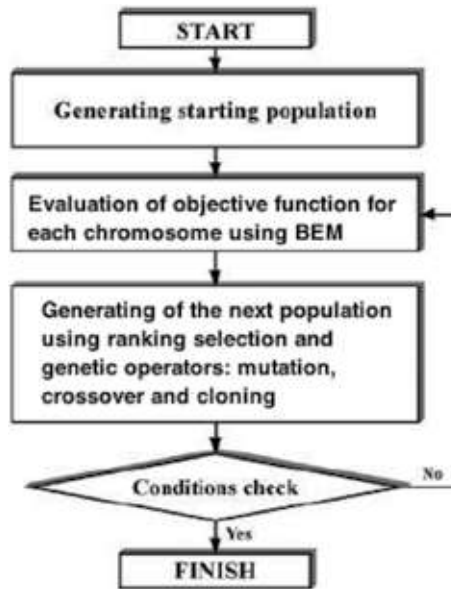 START
Generating starting population
Evaluation of objective function for
each chromosome using BEM
Generating of the next population
using ranking selection and
genetic operators: mutation,
crossover and cloning
Conditions check
No
Yes
FINISH